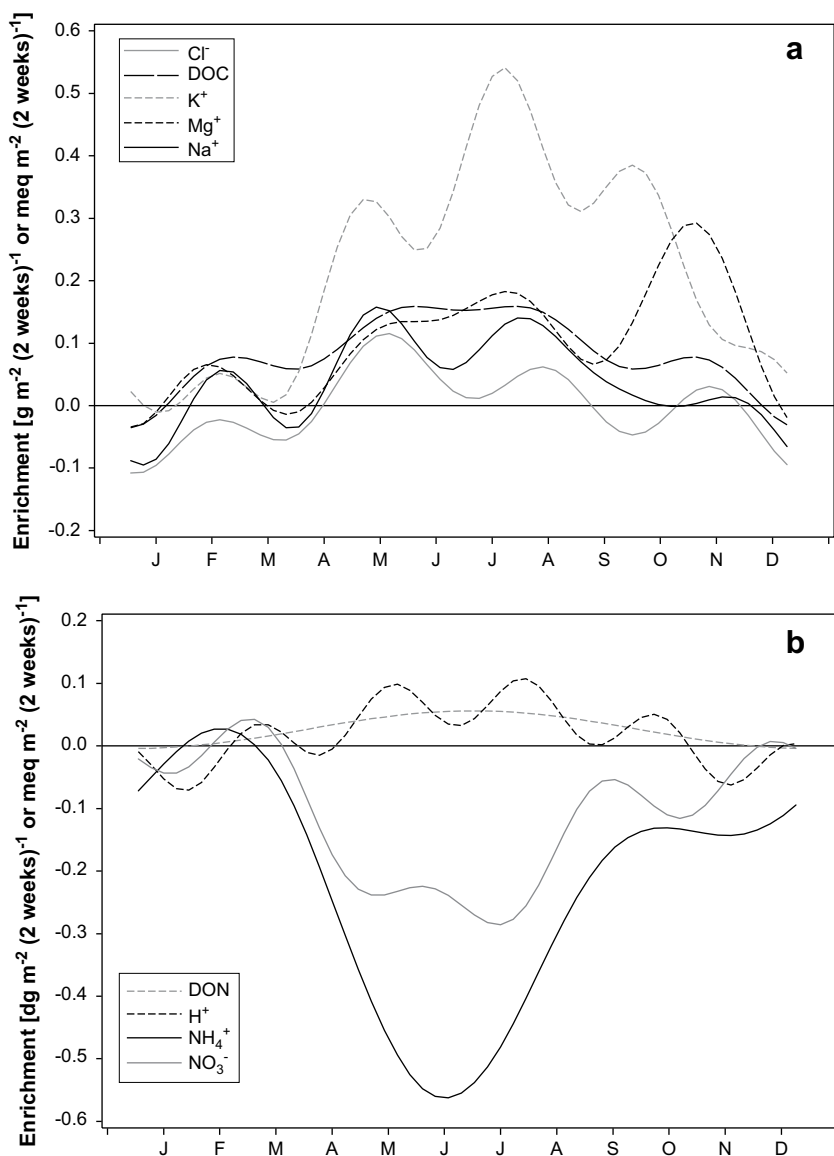 a
Enrichment [g m⁻² (2 weeks)⁻¹ or meq m⁻² (2 weeks)⁻¹]
0.6
0.5
0.4
0.3
0.2
0.1
0.0
-0.1
-0.2
Cl⁻
DOC
K⁺
Mg⁺
Na⁺
J F M A M J J A S O N D
b
Enrichment [dg m⁻² (2 weeks)⁻¹ or meq m⁻² (2 weeks)⁻¹]
0.2
0.1
0.0
-0.1
-0.2
-0.3
-0.4
-0.5
-0.6
DON
H⁺
NH₄⁺
NO₃⁻
J F M A M J J A S O N D